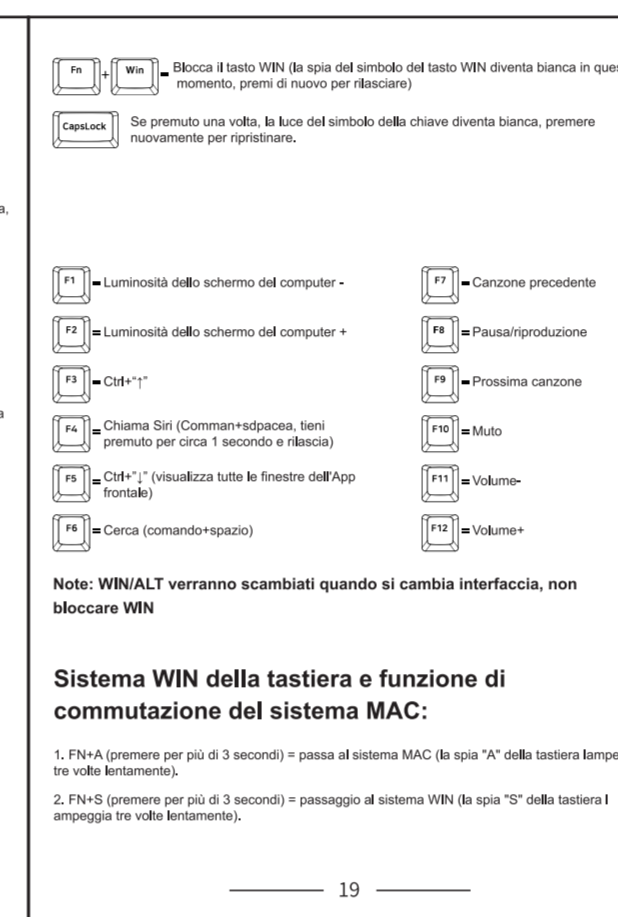 Fn + Win = Blocca il tasto WIN (la spia del simbolo del tasto WIN diventa bianca in ques
momento, premi di nuovo per rilasciare)
CapsLock Se premuto una volta, la luce del simbolo della chiave diventa bianca, premere
nuovamente per ripristinare.
a,
a
F1 = Luminosità dello schermo del computer -
F2 = Luminosità dello schermo del computer +
F3 = Ctrl+"↑"
F4 = Chiama Siri (Comman+sdpacea, tieni
premuto per circa 1 secondo e rilascia)
F5 = Ctrl+"↓" (visualizza tutte le finestre dell'App
frontale)
F6 = Cerca (comando+spazio)
F7 = Canzone precedente
F8 = Pausa/riproduzione
F9 = Prossima canzone
F10 = Muto
F11 = Volume-
F12 = Volume+
Note: WIN/ALT verranno scambiati quando si cambia interfaccia, non
bloccare WIN
Sistema WIN della tastiera e funzione di
commutazione del sistema MAC:
1. FN+A (premere per più di 3 secondi) = passa al sistema MAC (la spia "A" della tastiera lampe
tre volte lentamente).
2. FN+S (premere per più di 3 secondi) = passaggio al sistema WIN (la spia "S" della tastiera l
ampeggia tre volte lentamente).
19